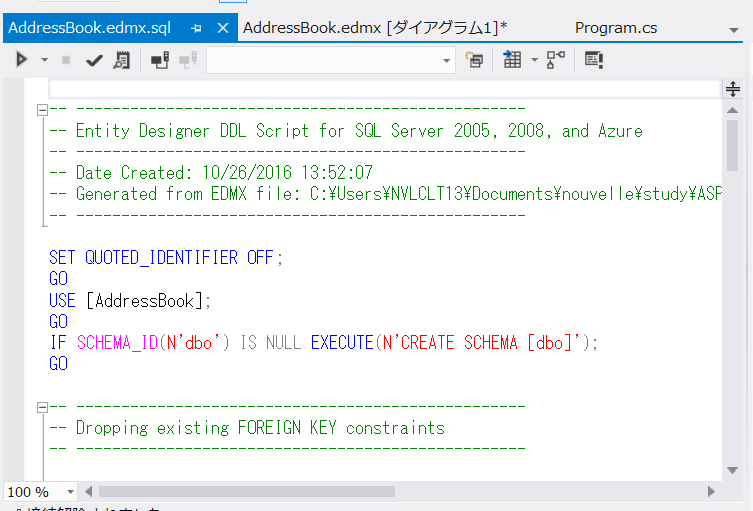 AddressBook.edmx.sql AddressBook.edmx [ダイアグラム1]* Program.cs
-- --------------------------------------------------
-- Entity Designer DDL Script for SQL Server 2005, 2008, and Azure
-- --------------------------------------------------
-- Date Created: 10/26/2016 13:52:07
-- Generated from EDMX file: C:¥Users¥NVLCLT13¥Documents¥nouvelle¥study¥ASP
-- --------------------------------------------------
SET QUOTED_IDENTIFIER OFF;
GO
USE [AddressBook];
GO
IF SCHEMA_ID(N'dbo') IS NULL EXECUTE(N'CREATE SCHEMA [dbo]');
GO
-- --------------------------------------------------
-- Dropping existing FOREIGN KEY constraints
-- --------------------------------------------------
100 %